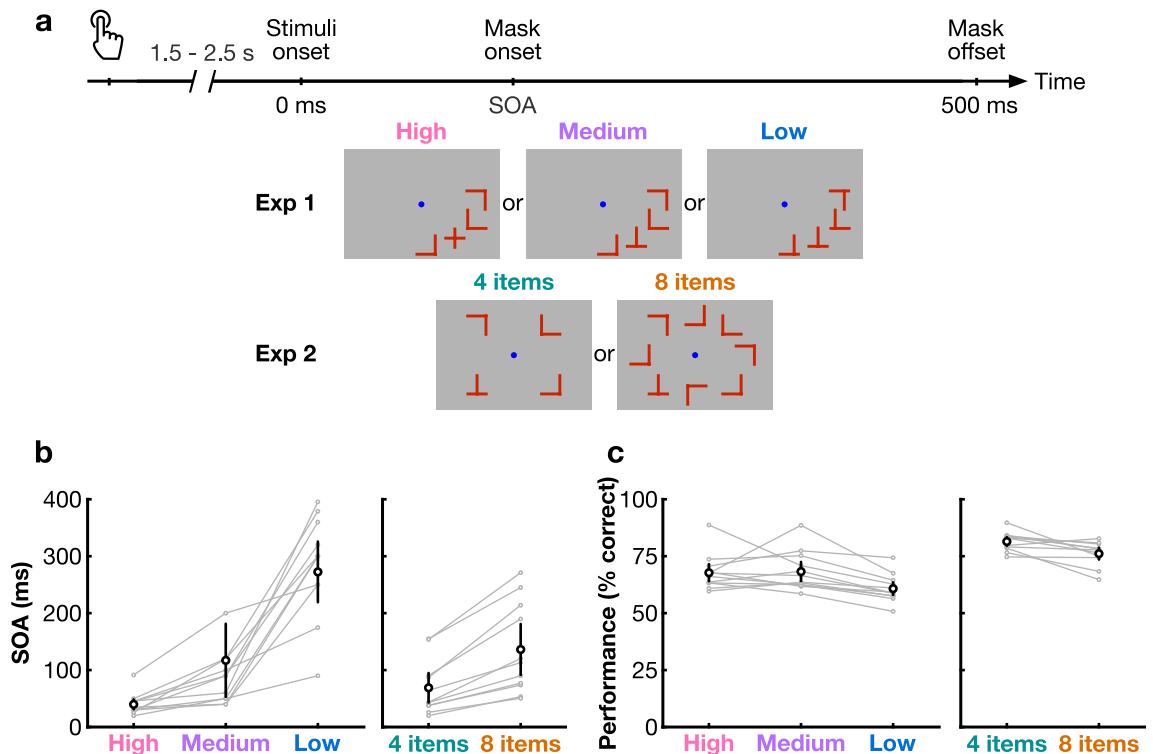 a
Stimuli onset
Mask onset
Mask offset
1.5 - 2.5 s
Time
0 ms
SOA
500 ms
High
Medium
Low
Exp 1
or
or
4 items
8 items
Exp 2
or
b
SOA (ms)
400
300
200
100
0
High
Medium
Low
4 items
8 items
c
Performance (% correct)
100
75
50
25
0
High
Medium
Low
4 items
8 items